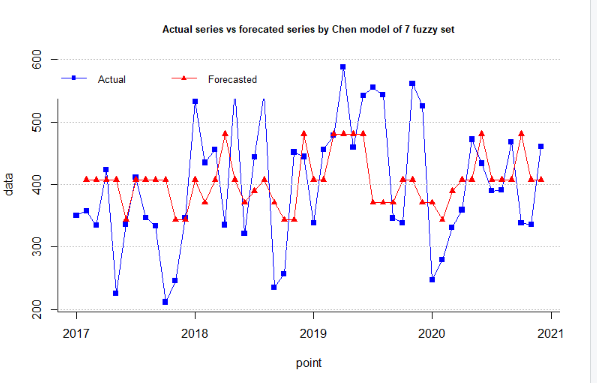 Actual series vs forecated series by Chen model of 7 fuzzy set
600
Actual Forecasted
500
data
400
300
200
2017 2018 2019 2020 2021
point